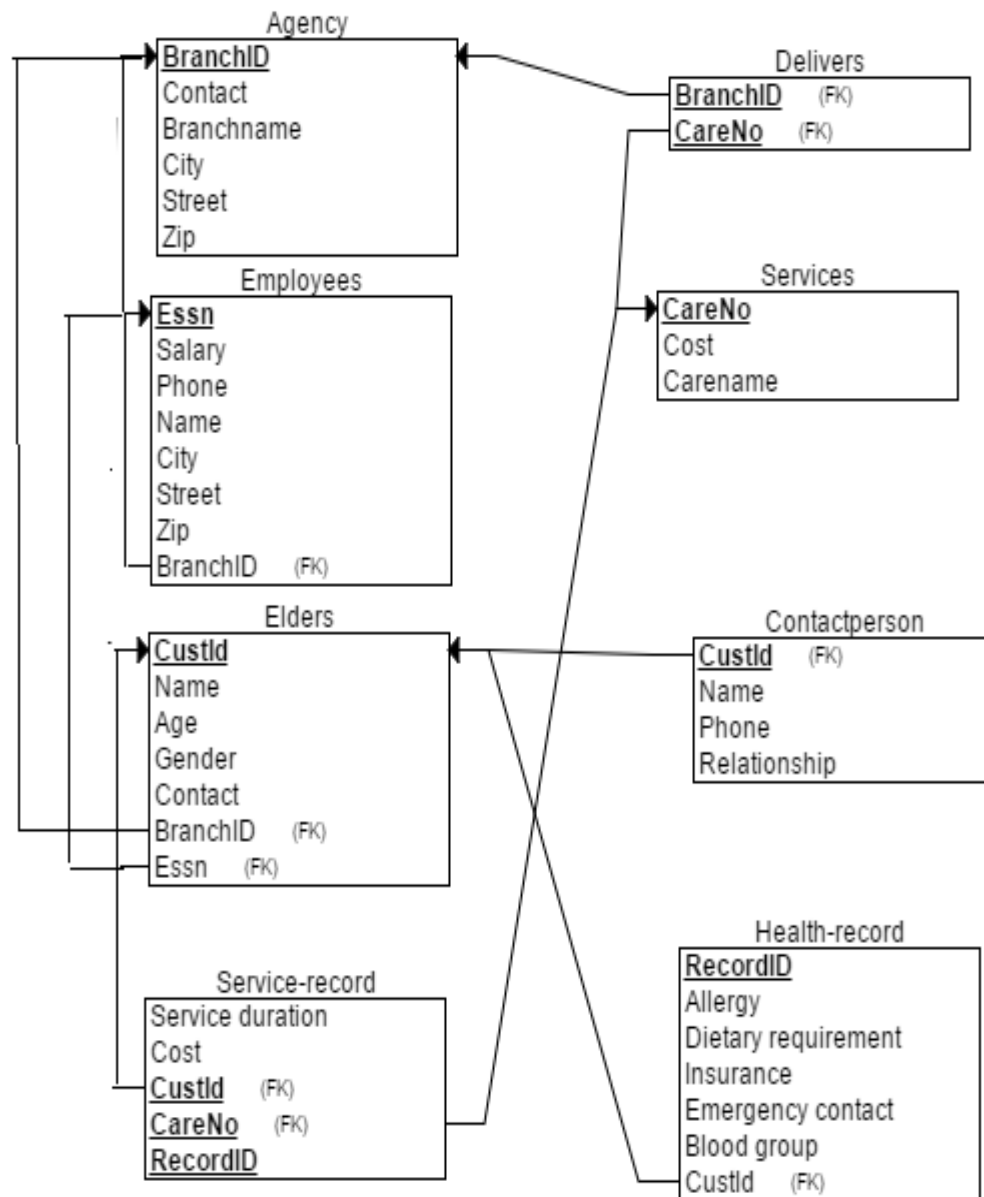 Agency
BranchID
Contact
Branchname
City
Street
Zip
Delivers
BranchID (FK)
CareNo (FK)
Employees
Essn
Salary
Phone
Name
City
Street
Zip
BranchID (FK)
Services
CareNo
Cost
Carename
Elders
CustId
Name
Age
Gender
Contact
BranchID (FK)
Essn (FK)
Contactperson
CustId (FK)
Name
Phone
Relationship
Service-record
Service duration
Cost
CustId (FK)
CareNo (FK)
RecordID
Health-record
RecordID
Allergy
Dietary requirement
Insurance
Emergency contact
Blood group
CustId (FK)